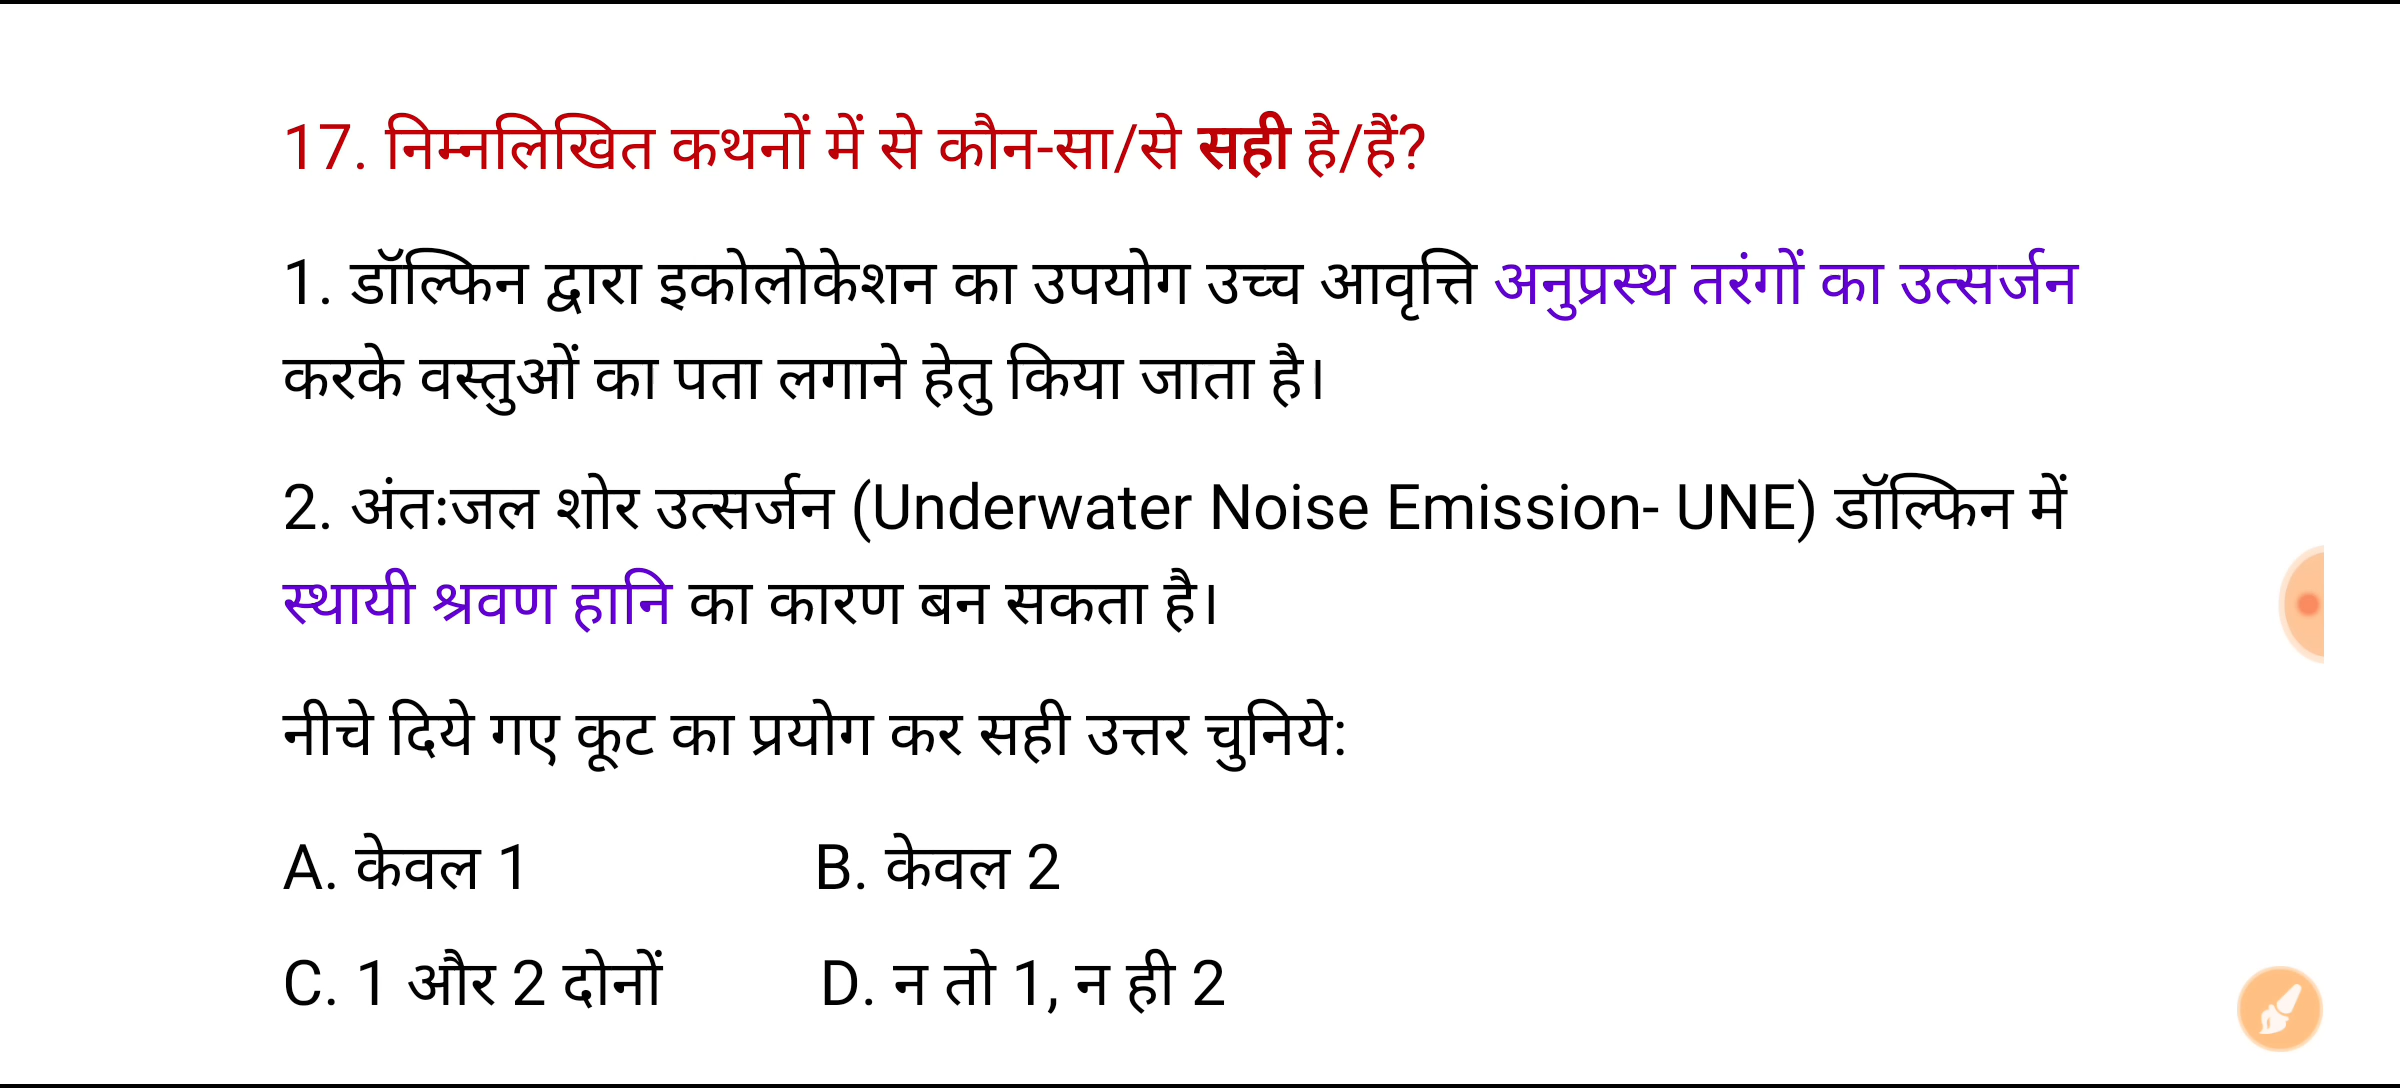 17. निम्नलिखित कथनों में से कौन-सा/से सही है/हैं?
1. डॉल्फिन द्वारा इकोलोकेशन का उपयोग उच्च आवृत्ति अनुप्रस्थ तरंगों का उत्सर्जन
करके वस्तुओं का पता लगाने हेतु किया जाता है।
2. अंतःजल शोर उत्सर्जन (Underwater Noise Emission- UNE) डॉल्फिन में
स्थायी श्रवण हानि का कारण बन सकता है।
नीचे दिये गए कूट का प्रयोग कर सही उत्तर चुनिये:
A. केवल 1 B. केवल 2
C. 1 और 2 दोनों D. न तो 1, न ही 2